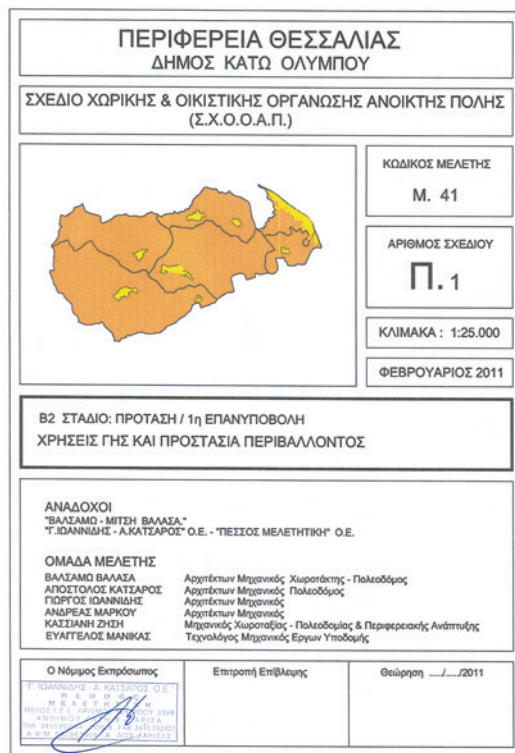 ΠΕΡΙΦΕΡΕΙΑ ΘΕΣΣΑΛΙΑΣ
ΔΗΜΟΣ ΚΑΤΩ ΟΛΥΜΠΟΥ
ΣΧΕΔΙΟ ΧΩΡΙΚΗΣ & ΟΙΚΙΣΤΙΚΗΣ ΟΡΓΑΝΩΣΗΣ ΑΝΟΙΚΤΗΣ ΠΟΛΗΣ
(Σ.Χ.Ο.Ο.Α.Π.)
ΚΩΔΙΚΟΣ ΜΕΛΕΤΗΣ
Μ. 41
ΑΡΙΘΜΟΣ ΣΧΕΔΙΟΥ
Π.1
ΚΛΙΜΑΚΑ : 1:25.000
ΦΕΒΡΟΥΑΡΙΟΣ 2011
Β2 ΣΤΑΔΙΟ: ΠΡΟΤΑΣΗ / 1η ΕΠΑΝΥΠΟΒΟΛΗ
ΧΡΗΣΕΙΣ ΓΗΣ ΚΑΙ ΠΡΟΣΤΑΣΙΑ ΠΕΡΙΒΑΛΛΟΝΤΟΣ
ΑΝΑΔΟΧΟΙ
"ΒΑΛΣΑΜΩ - ΜΙΤΣΗ ΒΑΛΑΣΑ."
"Γ.ΙΩΑΝΝΙΔΗΣ - Α.ΚΑΤΣΑΡΟΣ" Ο.Ε. - "ΠΕΣΣΟΣ ΜΕΛΕΤΗΤΙΚΗ" Ο.Ε.
ΟΜΑΔΑ ΜΕΛΕΤΗΣ
ΒΑΛΣΑΜΩ ΒΑΛΑΣΑ Αρχιτέκτων Μηχανικός Χωροτάκτης - Πολεοδόμος
ΑΠΟΣΤΟΛΟΣ ΚΑΤΣΑΡΟΣ Αρχιτέκτων Μηχανικός Πολεοδόμος
ΓΙΩΡΓΟΣ ΙΩΑΝΝΙΔΗΣ Αρχιτέκτων Μηχανικός
ΑΝΔΡΕΑΣ ΜΑΡΚΟΥ Αρχιτέκτων Μηχανικός
ΚΑΣΣΙΑΝΗ ΖΗΣΗ Μηχανικός Χωροταξίας - Πολεοδομίας & Περιφερειακής Ανάπτυξης
ΕΥΑΓΓΕΛΟΣ ΜΑΝΙΚΑΣ Τεχνολόγος Μηχανικός Εργων Υποδομής
Ο Νόμιμος Εκπρόσωπος
Επιτροπή Επίβλεψης
Θεώρηση ...../...../2011
"Γ. ΙΩΑΝΝΙΔΗΣ - Α. ΚΑΤΣΑΡΟΣ Ο.Ε."